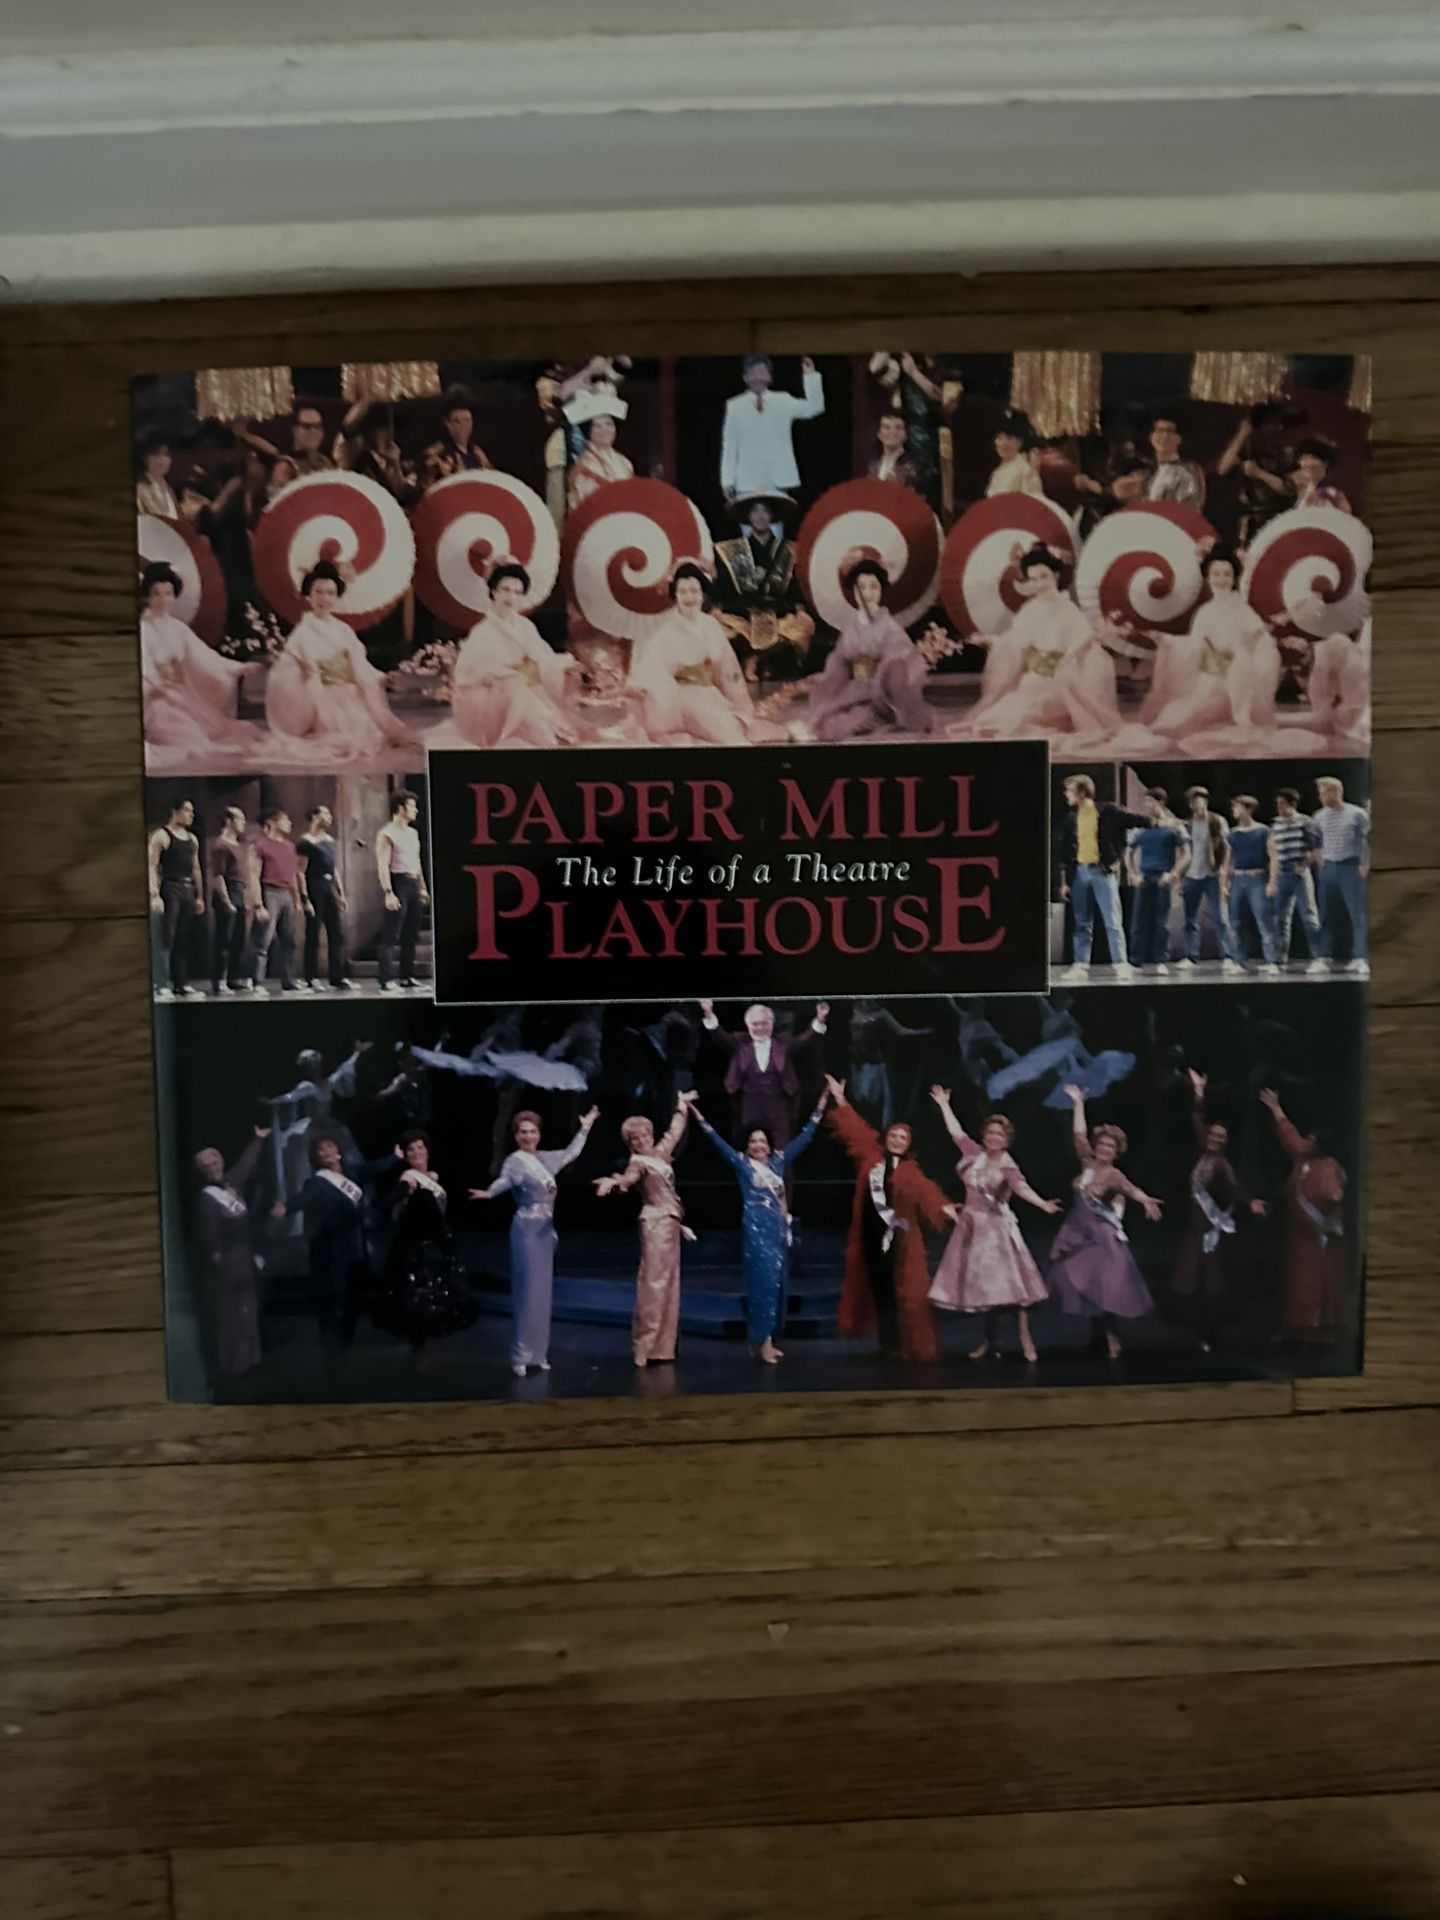 PAPER MILL
The Life of a Theatre
PLAYHOUSE